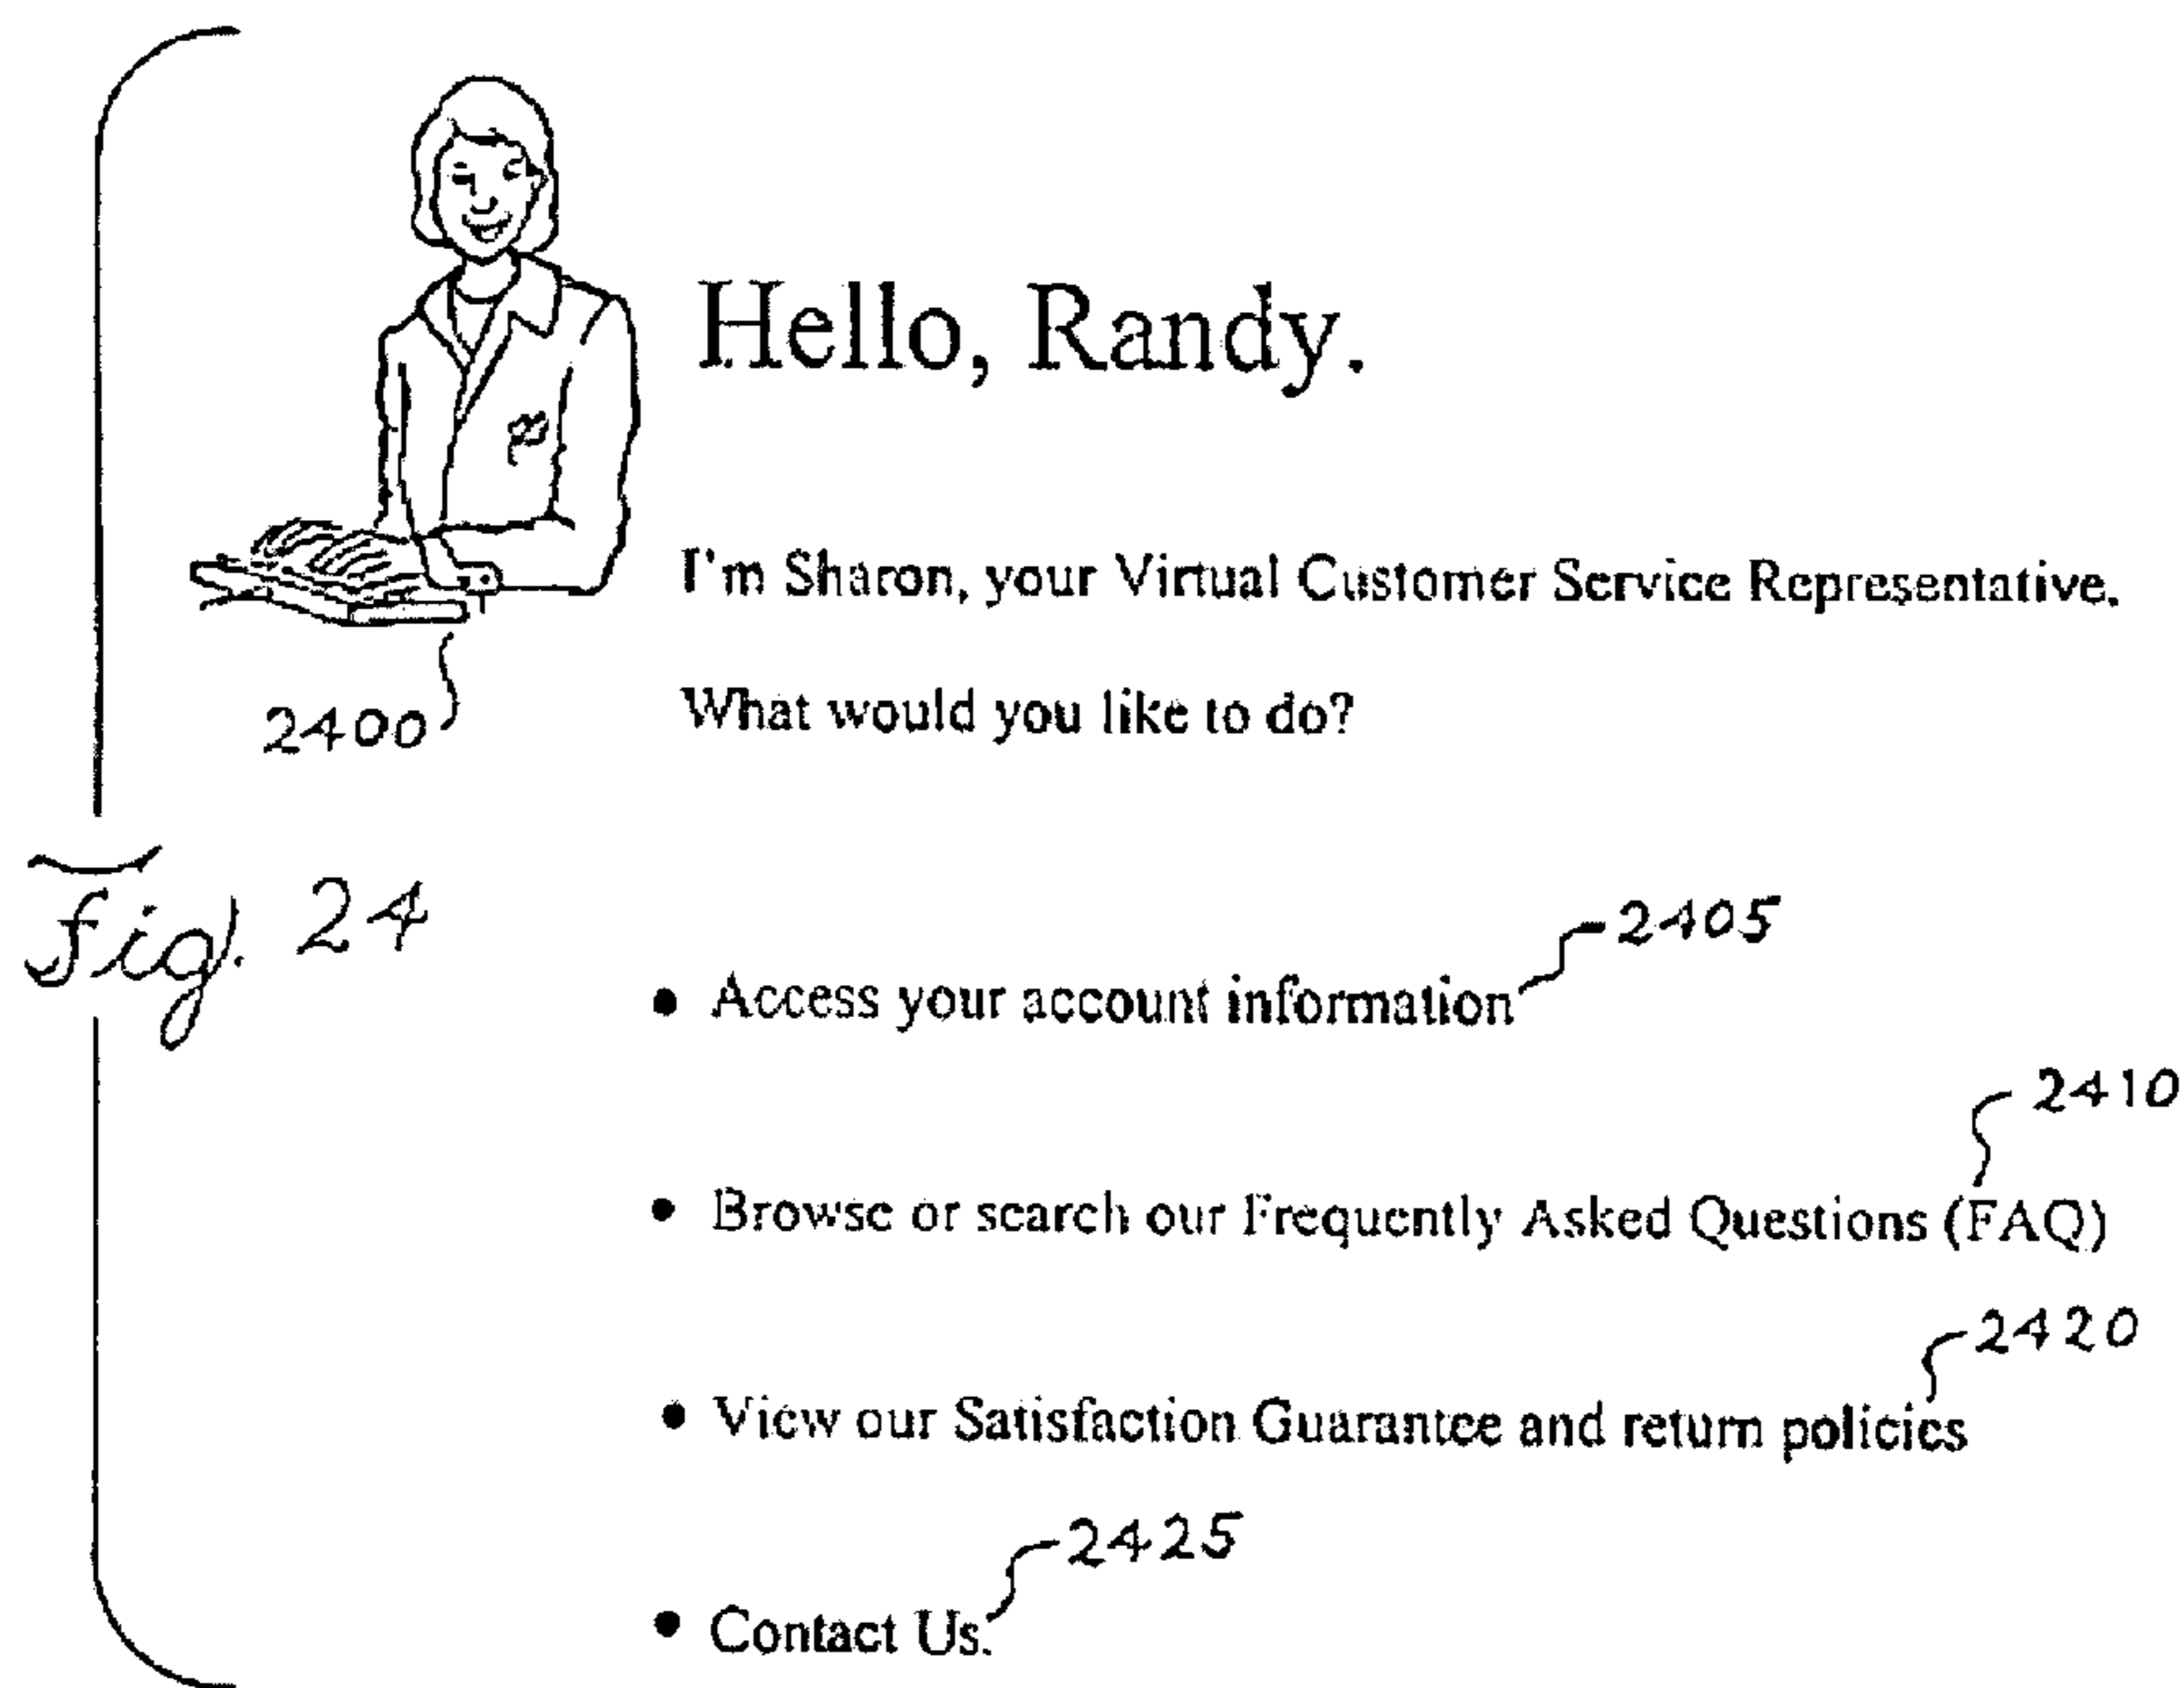 Hello, Randy.
I'm Sharon, your Virtual Customer Service Representative.
2400
What would you like to do?
Fig. 24
2405
• Access your account information
2410
• Browse or search our Frequently Asked Questions (FAQ)
2420
• View our Satisfaction Guarantee and return policies
2425
• Contact Us.